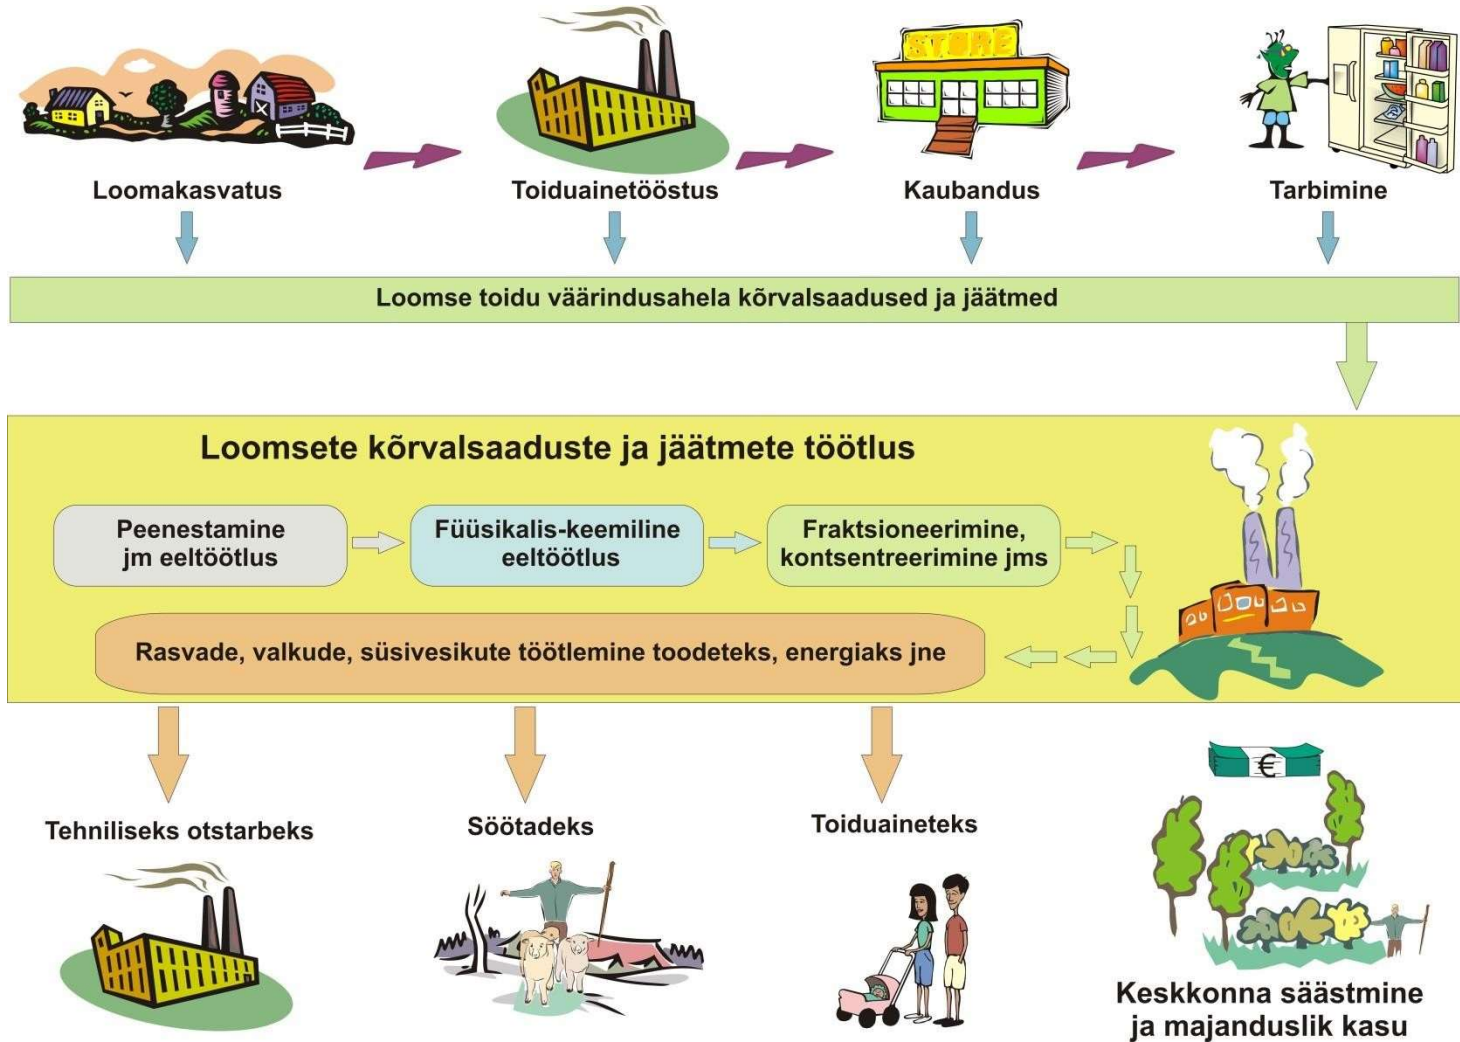 STORE
Loomakasvatus
Toiduainetööstus
Kaubandus
Tarbimine
Loomse toidu väärindusahela kõrvalsaadused ja jäätmed
Loomsete kõrvalsaaduste ja jäätmete töötlus
Peenestamine
jm eeltöötlus
Füüsikalis-keemiline
eeltöötlus
Fraktsioneerimine,
kontsentreerimine jms
Rasvade, valkude, süsivesikute töötlemine toodeteks, energiaks jne
€
Tehniliseks otstarbeks
Söötadeks
Toiduaineteks
Keskkonna säästmine
ja majanduslik kasu